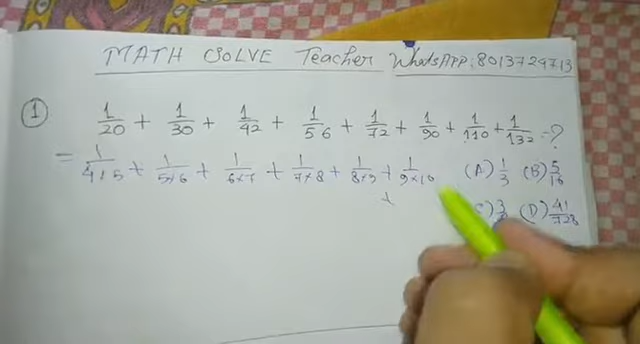 MATH SOLVE Teacher WhatsAPP: 8013729713
① 1/20 + 1/30 + 1/42 + 1/56 + 1/72 + 1/90 + 1/110 + 1/132 = ?
= 1/4×5 + 1/5×6 + 1/6×7 + 1/7×8 + 1/8×9 + 1/9×10
+
(A) 1/3 (B) 5/16
(D) 41/728